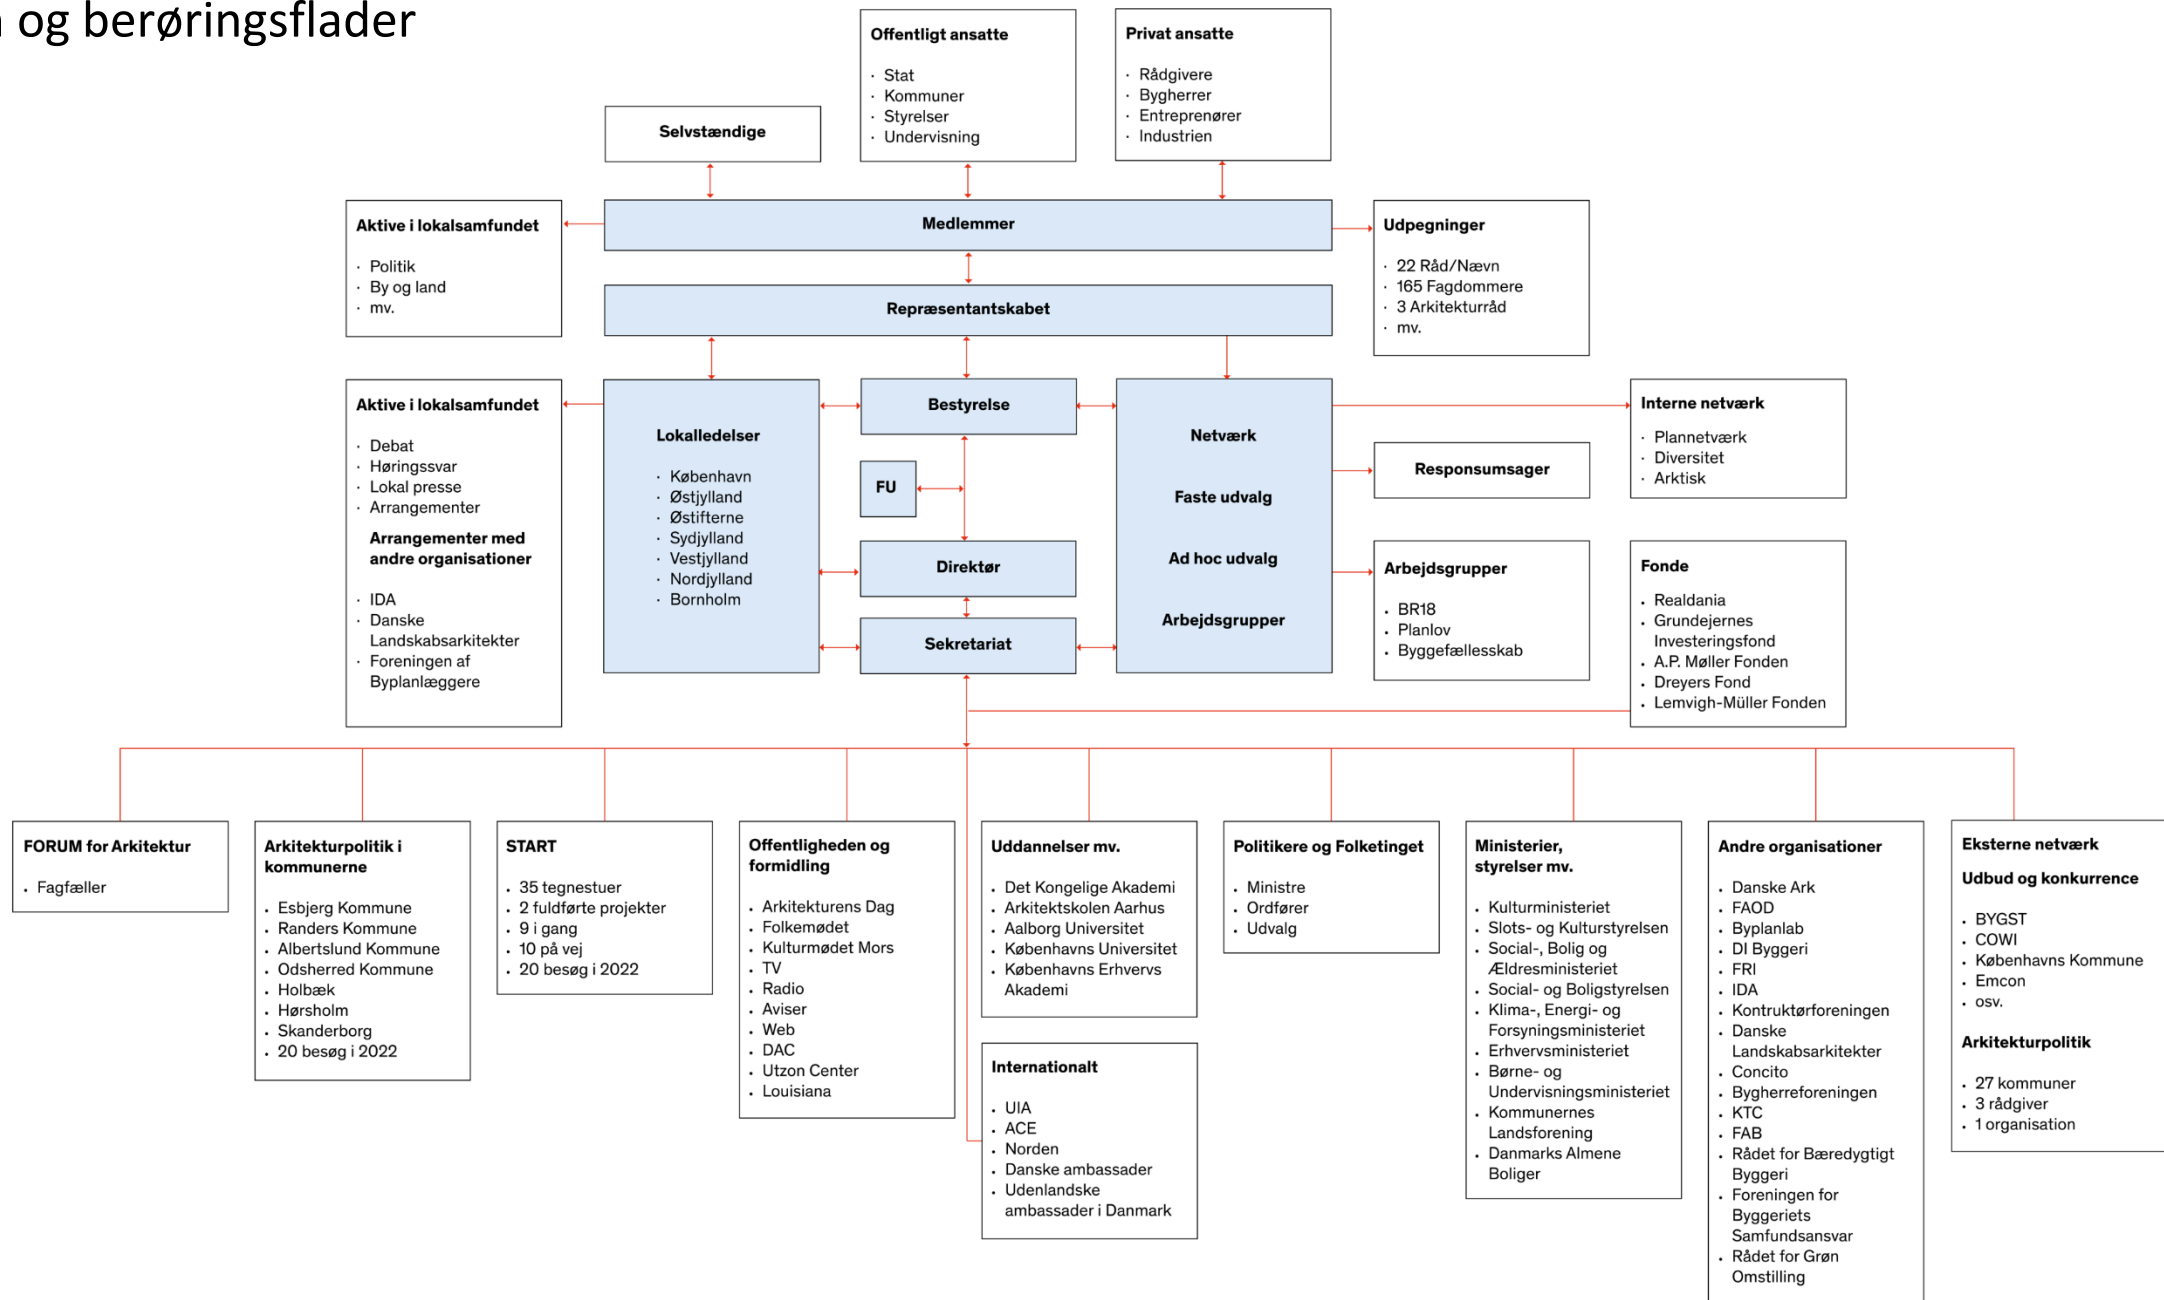 og berøringsflader
Offentligt ansatte
· Stat
· Kommuner
· Styrelser
· Undervisning
Privat ansatte
· Rådgivere
· Bygherrer
· Entreprenører
· Industrien
Selvstændige
Aktive i lokalsamfundet
· Politik
· By og land
· mv.
Medlemmer
Udpegninger
· 22 Råd/Nævn
· 165 Fagdommere
· 3 Arkitekturråd
· mv.
Repræsentantskabet
Aktive i lokalsamfundet
· Debat
· Høringssvar
· Lokal presse
· Arrangementer
Arrangementer med
andre organisationer
· IDA
· Danske
Landskabsarkitekter
· Foreningen af
Byplanlæggere
Lokalledelser
· København
· Østjylland
· Østifterne
· Sydjylland
· Vestjylland
· Nordjylland
· Bornholm
Bestyrelse
FU
Direktør
Sekretariat
Netværk
Faste udvalg
Ad hoc udvalg
Arbejdsgrupper
Interne netværk
· Plannetværk
· Diversitet
· Arktisk
Responsumsager
Arbejdsgrupper
• BR18
• Planlov
• Byggefællesskab
Fonde
• Realdania
• Grundejernes
Investeringsfond
• A.P. Møller Fonden
• Dreyers Fond
• Lemvigh-Müller Fonden
FORUM for Arkitektur
• Fagfæller
Arkitekturpolitik i
kommunerne
• Esbjerg Kommune
• Randers Kommune
• Albertslund Kommune
• Odsherred Kommune
• Holbæk
• Hørsholm
• Skanderborg
• 20 besøg i 2022
START
• 35 tegnestuer
• 2 fuldførte projekter
• 9 i gang
• 10 på vej
• 20 besøg i 2022
Offentligheden og
formidling
• Arkitekturens Dag
• Folkemødet
• Kulturmødet Mors
• TV
• Radio
• Aviser
• Web
• DAC
• Utzon Center
• Louisiana
Uddannelser mv.
• Det Kongelige Akademi
• Arkitektskolen Aarhus
• Aalborg Universitet
• Københavns Universitet
• Københavns Erhvervs
Akademi
Internationalt
• UIA
• ACE
• Norden
• Danske ambassader
• Udenlandske
ambassader i Danmark
Politikere og Folketinget
• Ministre
• Ordfører
• Udvalg
Ministerier,
styrelser mv.
• Kulturministeriet
• Slots- og Kulturstyrelsen
• Social-, Bolig og
Ældresministeriet
• Social- og Boligstyrelsen
• Klima-, Energi- og
Forsyningsministeriet
• Erhvervsministeriet
• Børne- og
Undervisningsministeriet
• Kommunernes
Landsforening
• Danmarks Almene
Boliger
Andre organisationer
• Danske Ark
• FAOD
• Byplanlab
• DI Byggeri
• FRI
• IDA
• Kontruktørforeningen
• Danske
Landskabsarkitekter
• Concito
• Bygherreforeningen
• KTC
• FAB
• Rådet for Bæredygtigt
Byggeri
• Foreningen for
Byggeriets
Samfundsansvar
• Rådet for Grøn
Omstilling
Eksterne netværk
Udbud og konkurrence
• BYGST
• COWI
• Københavns Kommune
• Emcon
• osv.
Arkitekturpolitik
• 27 kommuner
• 3 rådgiver
• 1 organisation